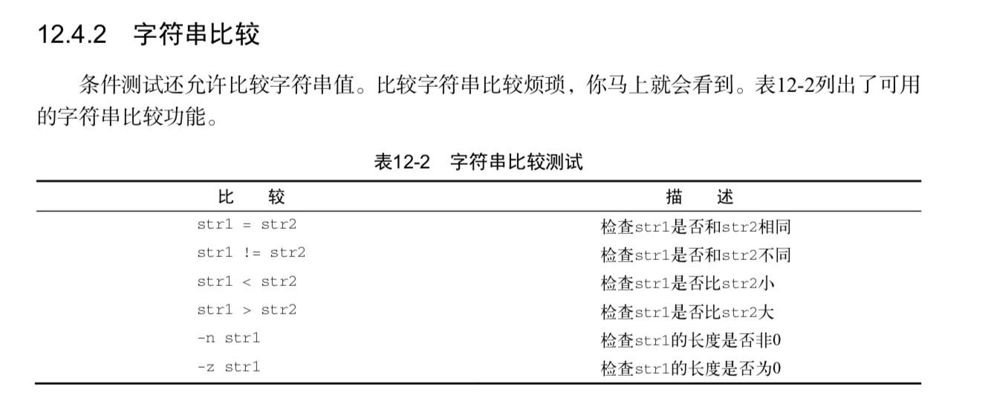 12.4.2 字符串比较
条件测试还允许比较字符串值。比较字符串比较烦琐，你马上就会看到。表12-2列出了可用
的字符串比较功能。
表12-2 字符串比较测试
比 较 描 述
str1 = str2 检查str1是否和str2相同
str1 != str2 检查str1是否和str2不同
str1 < str2 检查str1是否比str2小
str1 > str2 检查str1是否比str2大
-n str1 检查str1的长度是否非0
-z str1 检查str1的长度是否为0